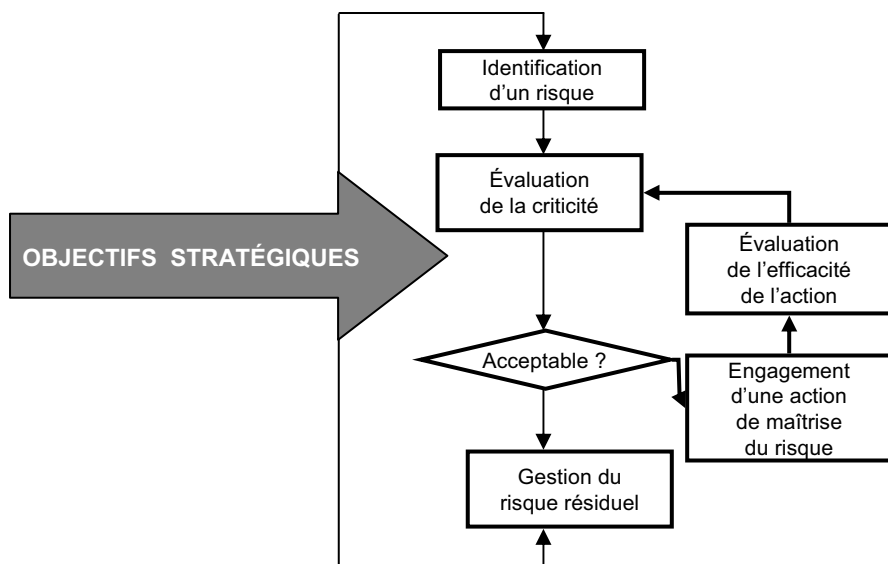 Identification
d’un risque
Évaluation
de la criticité
OBJECTIFS STRATÉGIQUES
Évaluation
de l’efficacité
de l’action
Acceptable ?
Engagement
d’une action
de maîtrise
du risque
Gestion du
risque résiduel